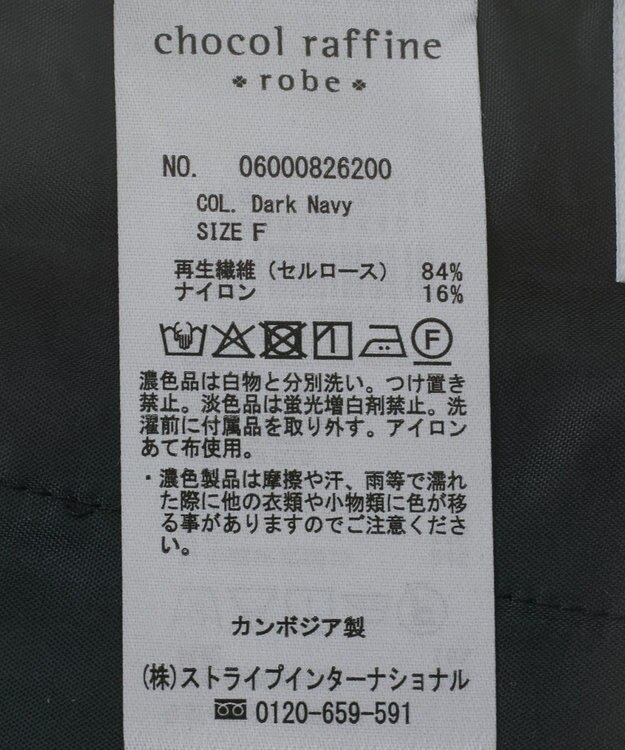 chocol raffine
robe
NO. 06000826200
COL. Dark Navy
SIZE F
再生繊維（セルロース） 84%
ナイロン 16%
F
濃色品は白物と分別洗い。つけ置き
禁止。淡色品は蛍光増白剤禁止。洗
濯前に付属品を取り外す。アイロン
あて布使用。
・濃色製品は摩擦や汗、雨等で濡れ
た際に他の衣類や小物類に色が移
る事がありますのでご注意くださ
い。
カンボジア製
(株)ストライプインターナショナル
0120-659-591